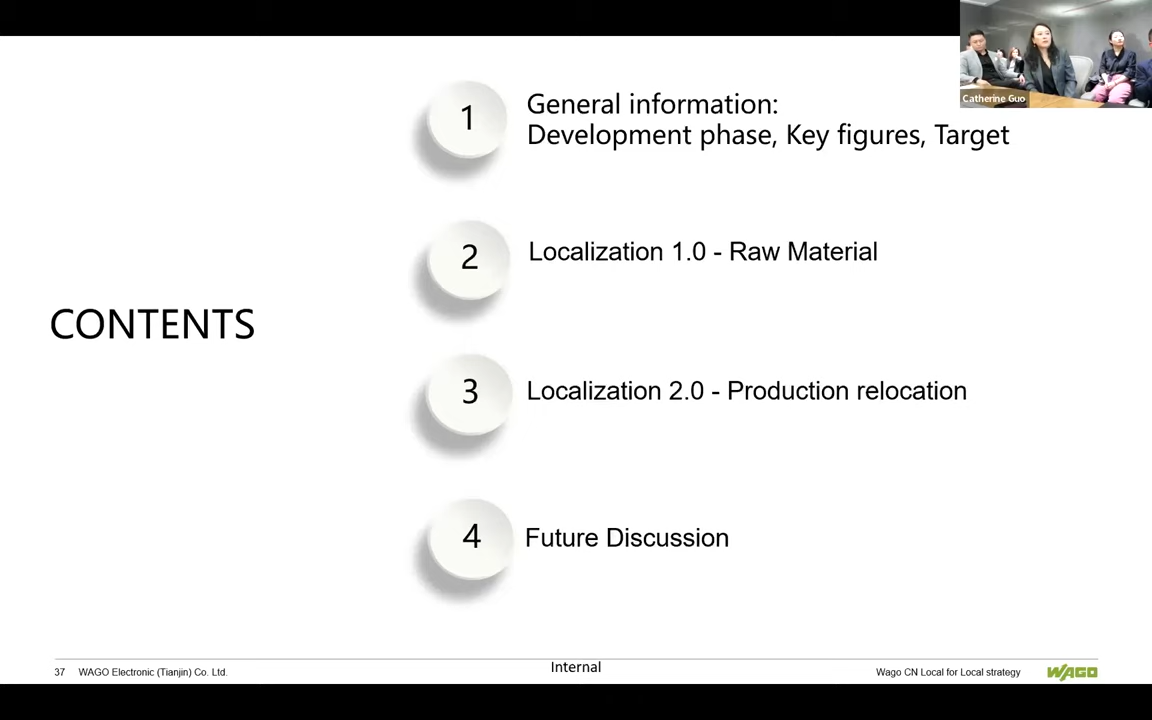 Catherine Guo
CONTENTS
1
General information:
Development phase, Key figures, Target
2
Localization 1.0 - Raw Material
3
Localization 2.0 - Production relocation
4
Future Discussion
37 WAGO Electronic (Tianjin) Co. Ltd.
Internal
Wago CN Local for Local strategy
WAGO